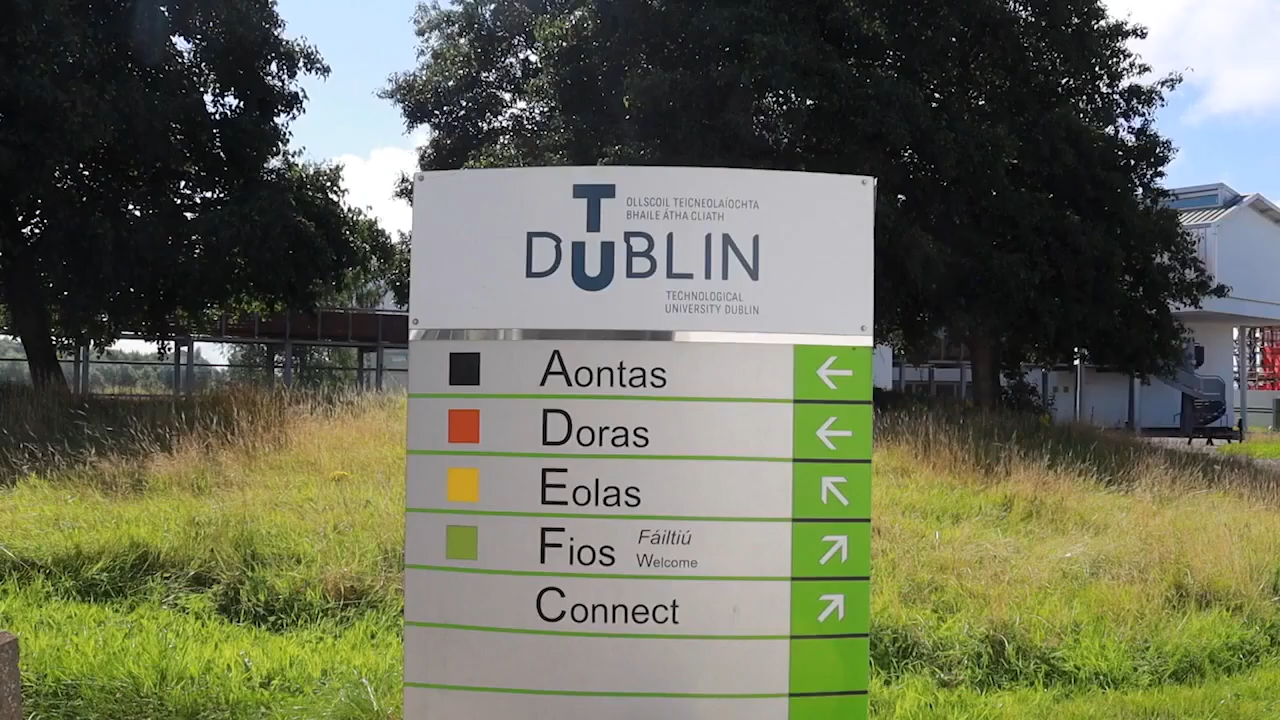 TU DUBLIN
OLLSCOIL TEICNEOLAÍOCHTA
BHAILE ÁTHA CLIATH
TECHNOLOGICAL
UNIVERSITY DUBLIN
Aontas ←
Doras ←
Eolas ↖
Fios Fáiltiú ↗
Welcome
Connect ↗